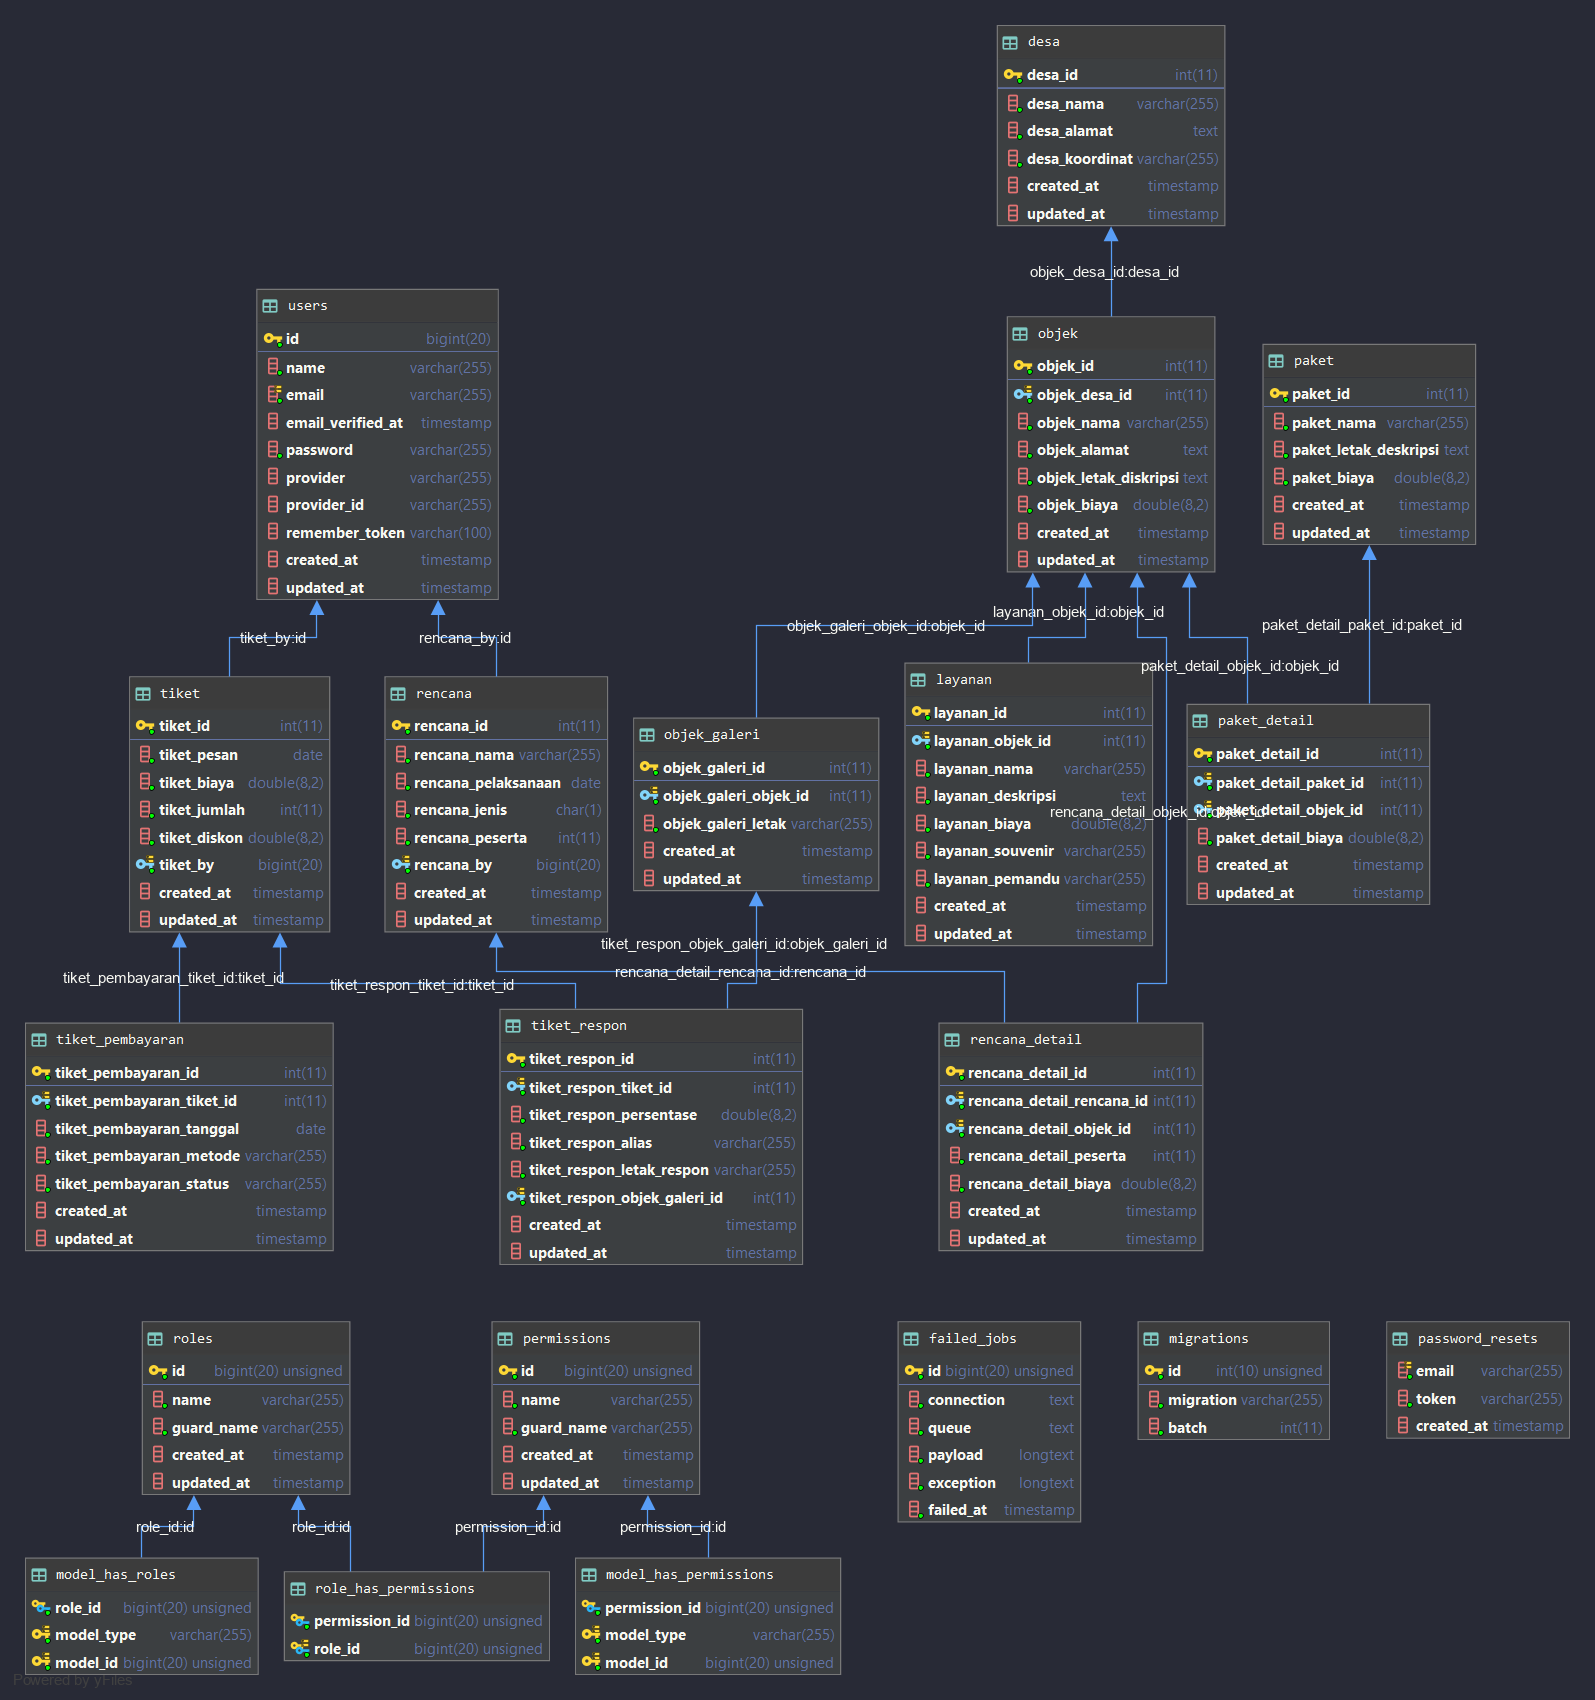 desa
desa_id int(11)
desa_nama varchar(255)
desa_alamat text
desa_koordinat varchar(255)
created_at timestamp
updated_at timestamp
objek_desa_id:desa_id
users
id bigint(20)
name varchar(255)
email varchar(255)
email_verified_at timestamp
password varchar(255)
provider varchar(255)
provider_id varchar(255)
remember_token varchar(100)
created_at timestamp
updated_at timestamp
objek
objek_id int(11)
objek_desa_id int(11)
objek_nama varchar(255)
objek_alamat text
objek_letak_diskripsi text
objek_biaya double(8,2)
created_at timestamp
updated_at timestamp
paket
paket_id int(11)
paket_nama varchar(255)
paket_letak_deskripsi text
paket_biaya double(8,2)
created_at timestamp
updated_at timestamp
tiket_by:id
rencana_by:id
objek_galeri_objek_id:objek_id
layanan_objek_id:objek_id
paket_detail_paket_id:paket_id
paket_detail_objek_id:objek_id
tiket
tiket_id int(11)
tiket_pesan date
tiket_biaya double(8,2)
tiket_jumlah int(11)
tiket_diskon double(8,2)
tiket_by bigint(20)
created_at timestamp
updated_at timestamp
rencana
rencana_id int(11)
rencana_nama varchar(255)
rencana_pelaksanaan date
rencana_jenis char(1)
rencana_peserta int(11)
rencana_by bigint(20)
created_at timestamp
updated_at timestamp
objek_galeri
objek_galeri_id int(11)
objek_galeri_objek_id int(11)
objek_galeri_letak varchar(255)
created_at timestamp
updated_at timestamp
layanan
layanan_id int(11)
layanan_objek_id int(11)
layanan_nama varchar(255)
layanan_deskripsi text
layanan_biaya double(8,2)
layanan_souvenir varchar(255)
layanan_pemandu varchar(255)
created_at timestamp
updated_at timestamp
rencana_detail_objek_id:objek_id
paket_detail
paket_detail_id int(11)
paket_detail_paket_id int(11)
paket_detail_objek_id int(11)
paket_detail_biaya double(8,2)
created_at timestamp
updated_at timestamp
tiket_pembayaran_tiket_id:tiket_id
tiket_respon_tiket_id:tiket_id
tiket_respon_objek_galeri_id:objek_galeri_id
rencana_detail_rencana_id:rencana_id
tiket_pembayaran
tiket_pembayaran_id int(11)
tiket_pembayaran_tiket_id int(11)
tiket_pembayaran_tanggal date
tiket_pembayaran_metode varchar(255)
tiket_pembayaran_status varchar(255)
created_at timestamp
updated_at timestamp
tiket_respon
tiket_respon_id int(11)
tiket_respon_tiket_id int(11)
tiket_respon_persentase double(8,2)
tiket_respon_alias varchar(255)
tiket_respon_letak_respon varchar(255)
tiket_respon_objek_galeri_id int(11)
created_at timestamp
updated_at timestamp
rencana_detail
rencana_detail_id int(11)
rencana_detail_rencana_id int(11)
rencana_detail_objek_id int(11)
rencana_detail_peserta int(11)
rencana_detail_biaya double(8,2)
created_at timestamp
updated_at timestamp
roles
id bigint(20) unsigned
name varchar(255)
guard_name varchar(255)
created_at timestamp
updated_at timestamp
permissions
id bigint(20) unsigned
name varchar(255)
guard_name varchar(255)
created_at timestamp
updated_at timestamp
failed_jobs
id bigint(20) unsigned
connection text
queue text
payload longtext
exception longtext
failed_at timestamp
migrations
id int(10) unsigned
migration varchar(255)
batch int(11)
password_resets
email varchar(255)
token varchar(255)
created_at timestamp
role_id:id
role_id:id
permission_id:id
permission_id:id
model_has_roles
role_id bigint(20) unsigned
model_type varchar(255)
model_id bigint(20) unsigned
role_has_permissions
permission_id bigint(20) unsigned
role_id bigint(20) unsigned
model_has_permissions
permission_id bigint(20) unsigned
model_type varchar(255)
model_id bigint(20) unsigned
Powered by yFiles